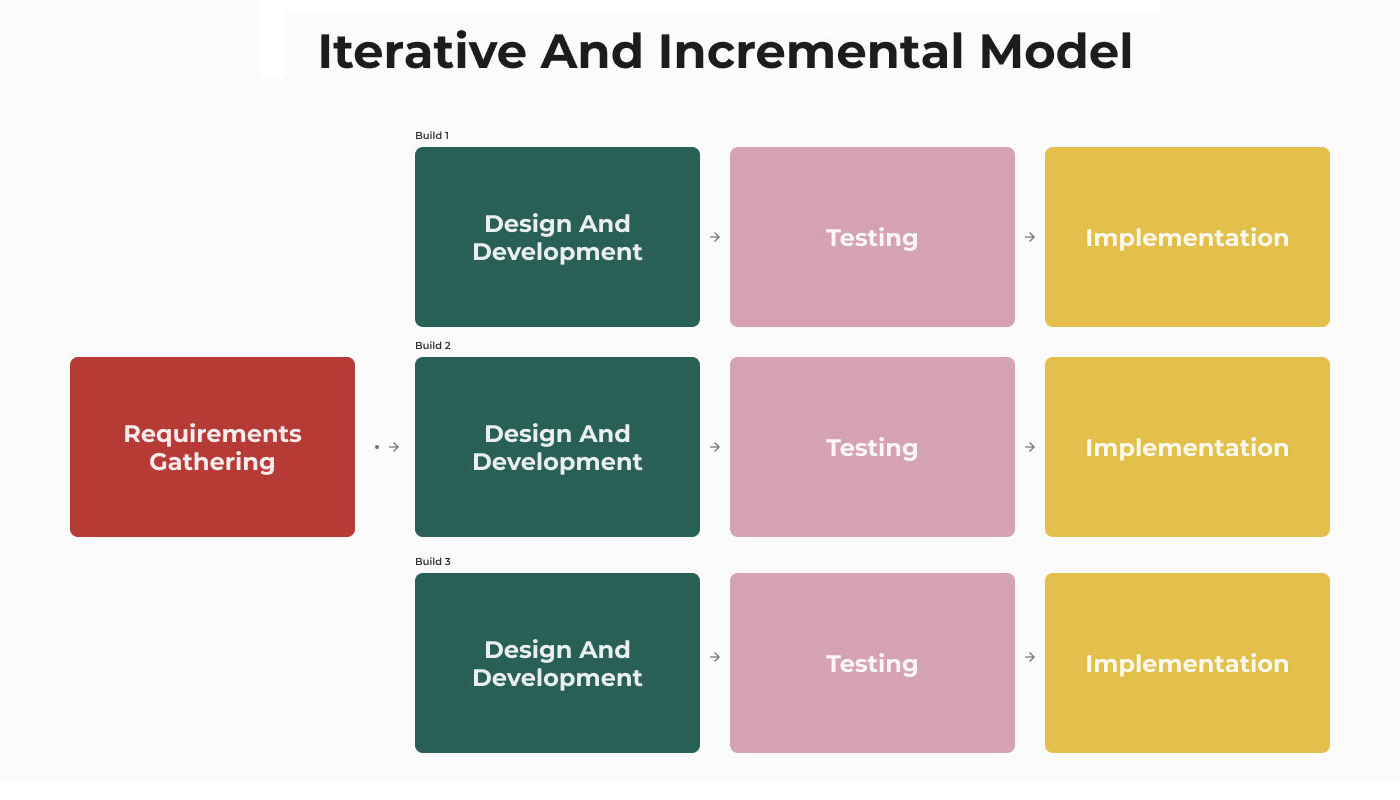 Iterative And Incremental Model
Build 1
Design And
Development
Testing
Implementation
Build 2
Requirements
Gathering
Design And
Development
Testing
Implementation
Build 3
Design And
Development
Testing
Implementation